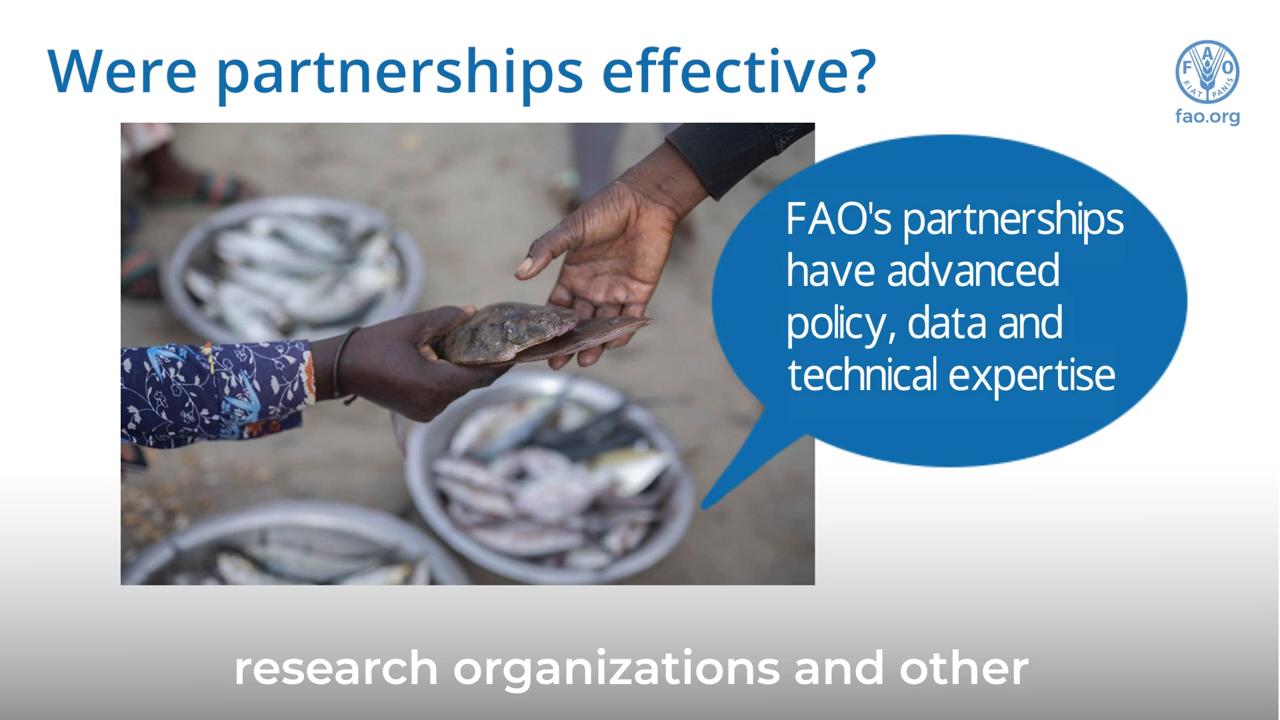 Were partnerships effective?
FAO
FIAT PANIS
fao.org
FAO's partnerships
have advanced
policy, data and
technical expertise
research organizations and other